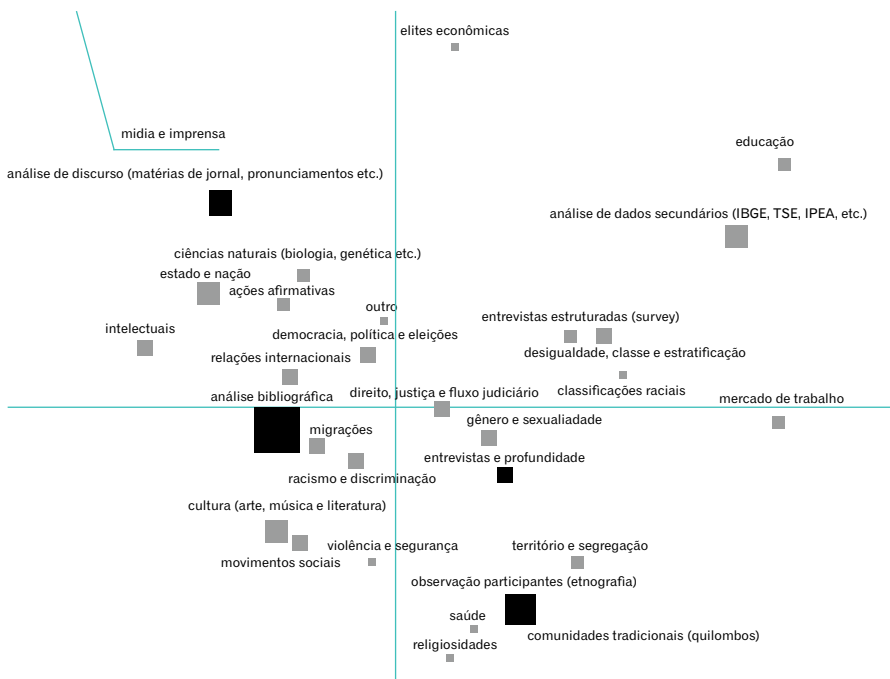 elites econômicas
midia e imprensa
educação
análise de discurso (matérias de jornal, pronunciamentos etc.)
análise de dados secundários (IBGE, TSE, IPEA, etc.)
ciências naturais (biologia, genética etc.)
estado e nação
ações afirmativas
outro
entrevistas estruturadas (survey)
intelectuais
democracia, política e eleições
desigualdade, classe e estratificação
relações internacionais
classificações raciais
análise bibliográfica
direito, justiça e fluxo judiciário
mercado de trabalho
gênero e sexualiadade
migrações
entrevistas e profundidade
racismo e discriminação
cultura (arte, música e literatura)
violência e segurança
território e segregação
movimentos sociais
observação participantes (etnografia)
saúde
comunidades tradicionais (quilombos)
religiosidades